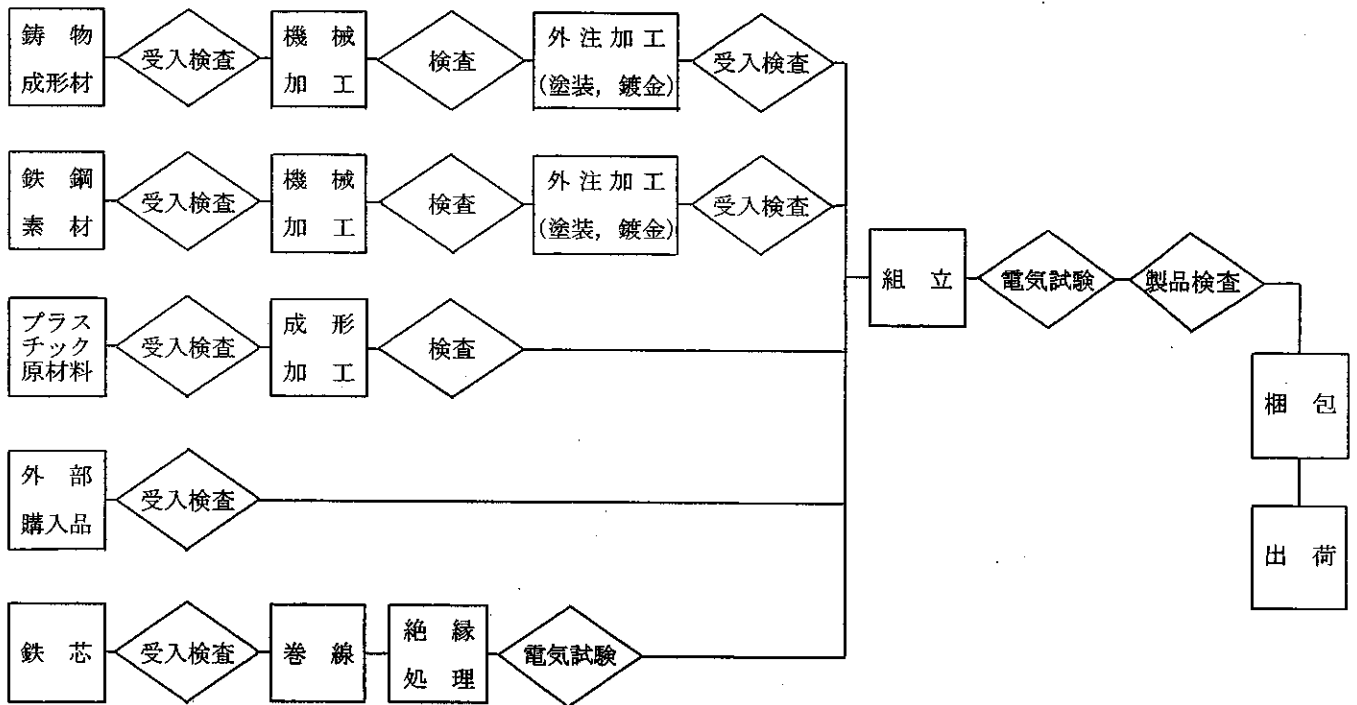 鋳物
成形材
受入検査
機械
加工
検査
外注加工
(塗装, 鍍金)
受入検査
鉄鋼
素材
受入検査
機械
加工
検査
外注加工
(塗装, 鍍金)
受入検査
プラス
チック
原材料
受入検査
成形
加工
検査
外部
購入品
受入検査
鉄芯
受入検査
巻線
絶縁
処理
電気試験
組立
電気試験
製品検査
梱包
出荷